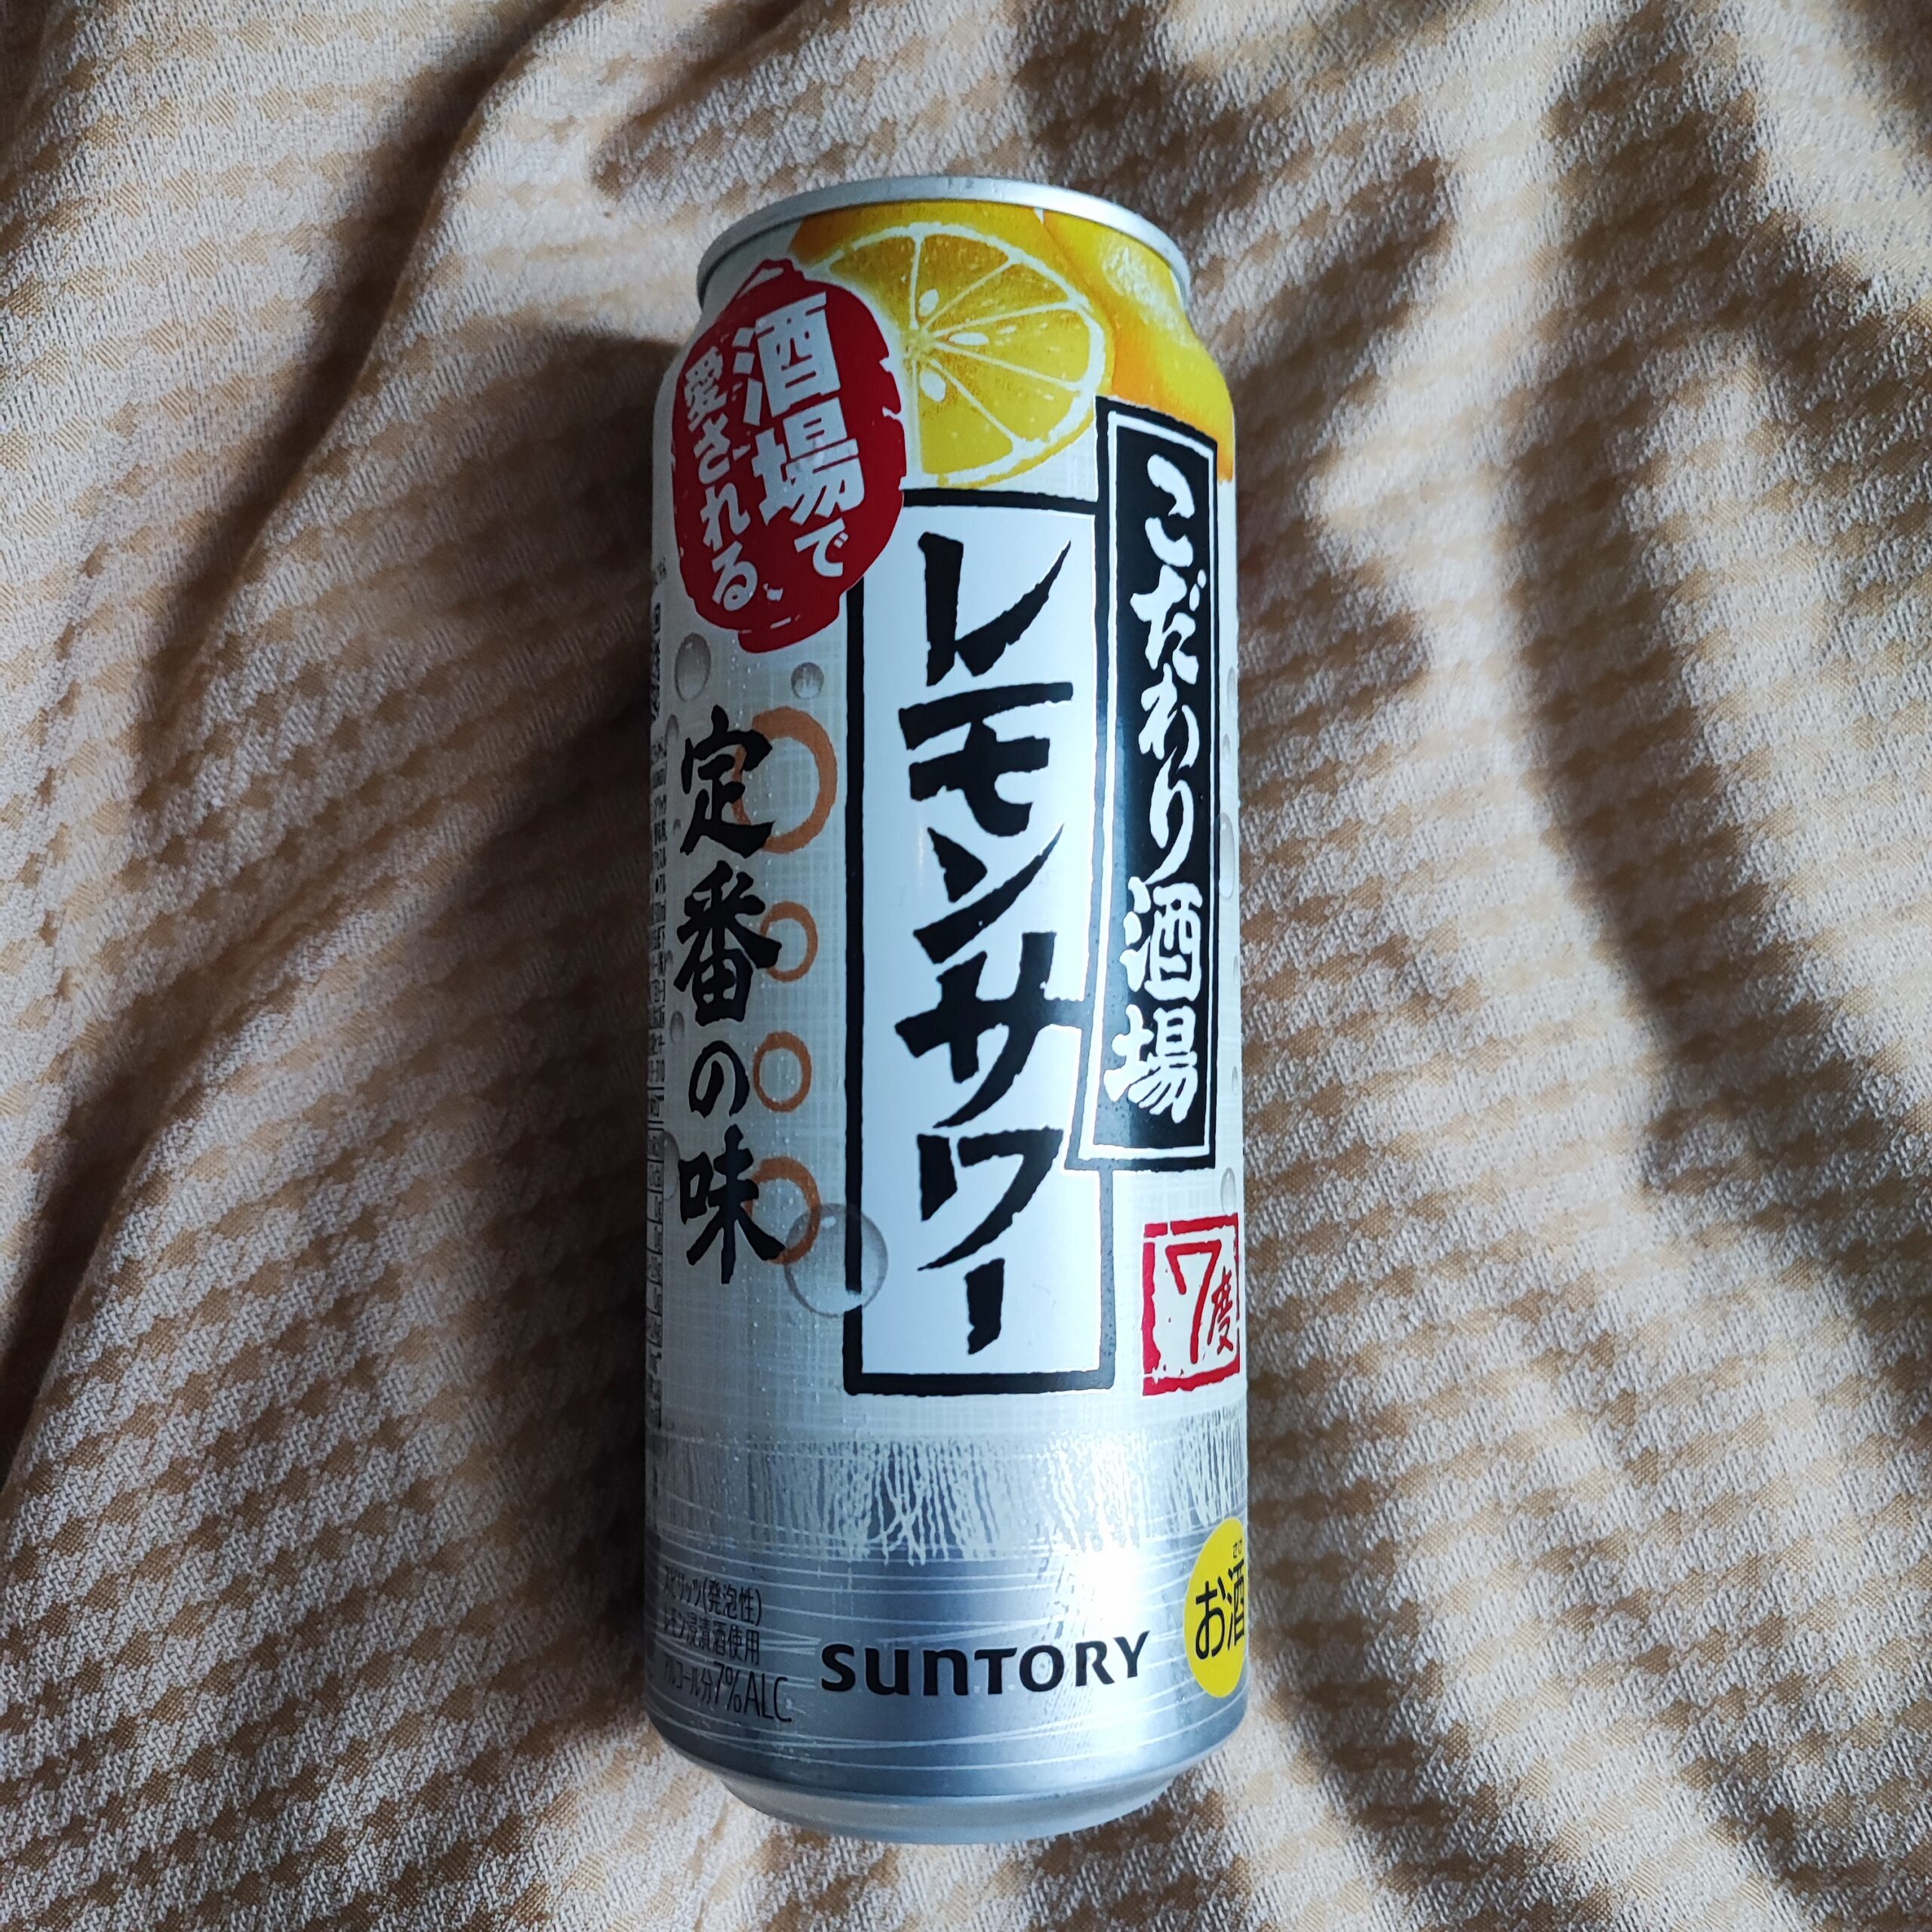 酒場で
愛される
こだわり酒場
レモンサワー
定番の味
7度
スピリッツ(発泡性)
レモン浸漬酒使用
アルコール分7%ALC
SUNTORY
お酒